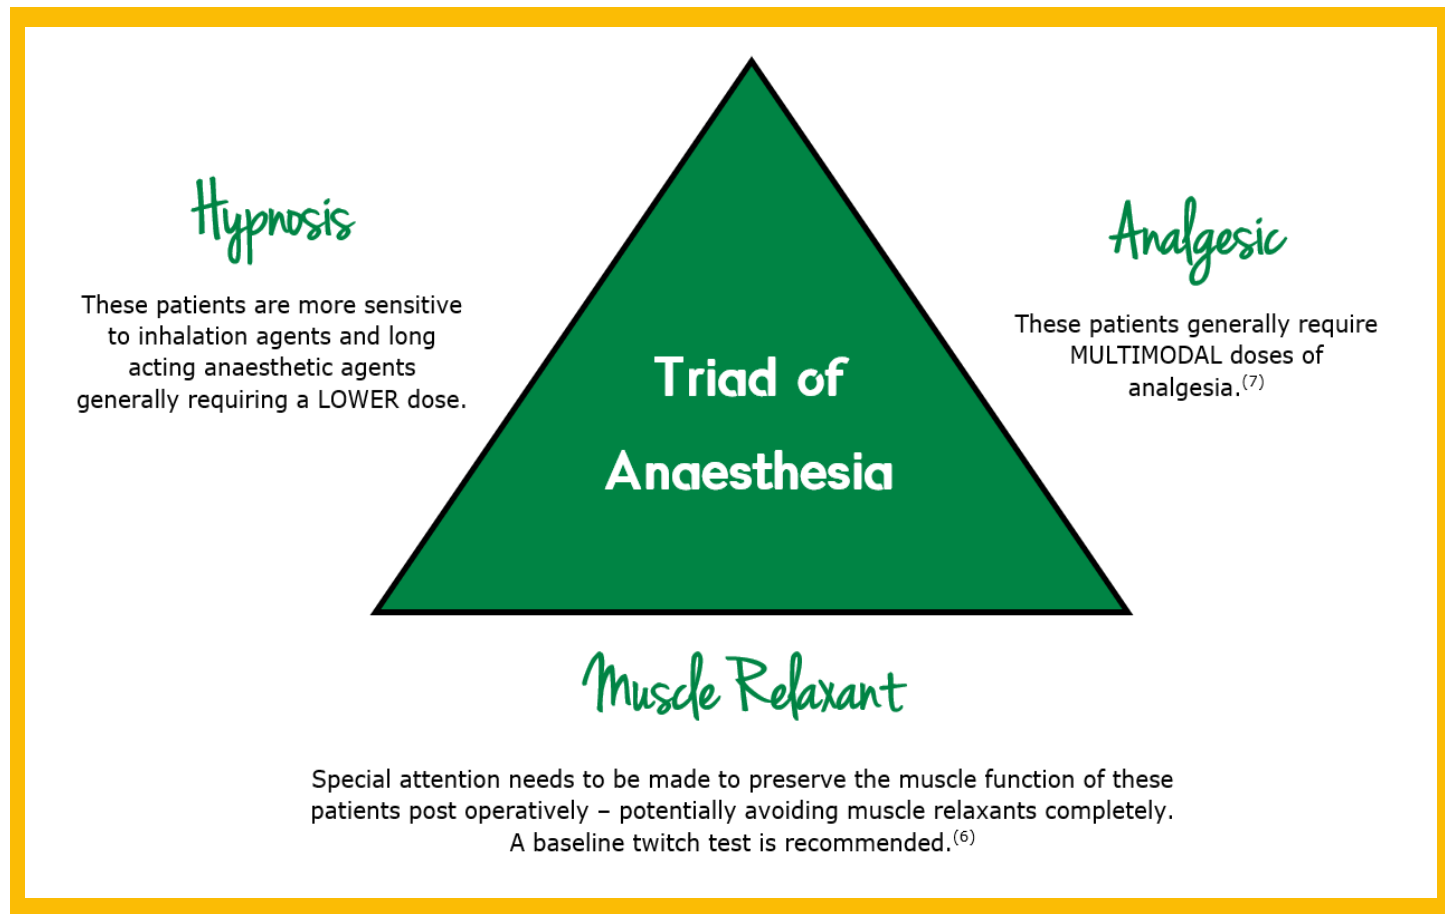 Hypnosis
These patients are more sensitive
to inhalation agents and long
acting anaesthetic agents
generally requiring a LOWER dose.
Triad of
Anaesthesia
Analgesic
These patients generally require
MULTIMODAL doses of
analgesia.(7)
Muscle Relaxant
Special attention needs to be made to preserve the muscle function of these
patients post operatively – potentially avoiding muscle relaxants completely.
A baseline twitch test is recommended.(6)